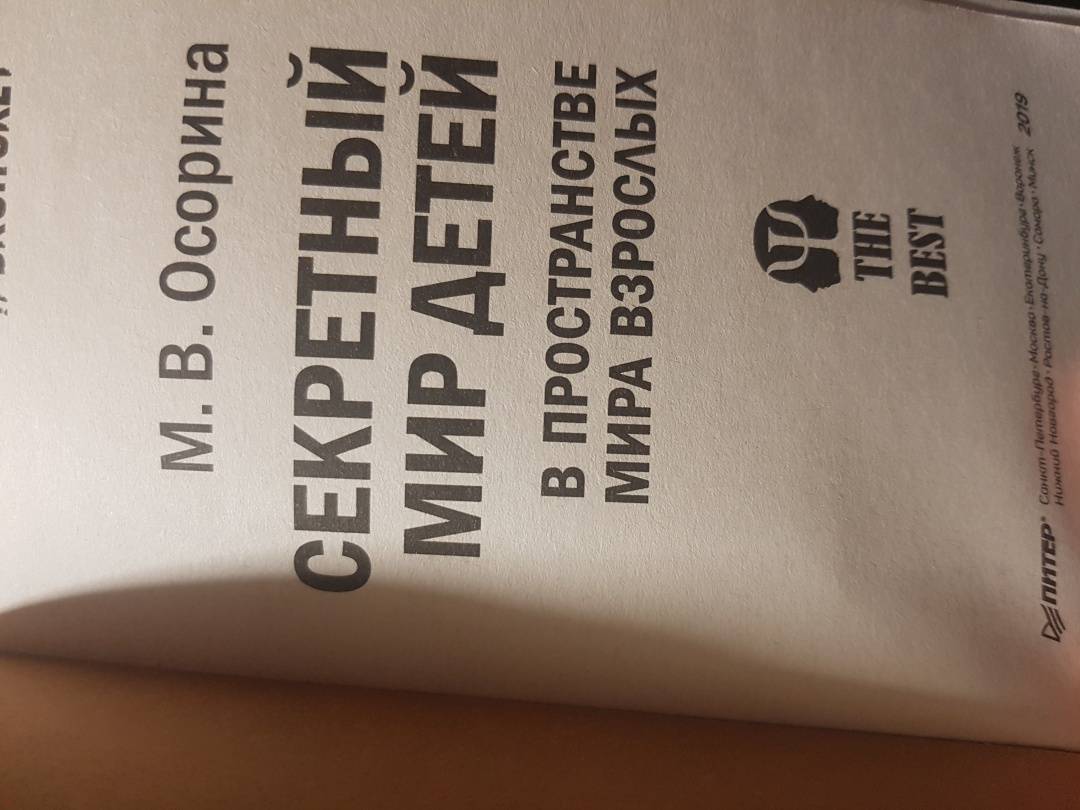 М. В. Осорина
СЕКРЕТНЫЙ
МИР ДЕТЕЙ
В ПРОСТРАНСТВЕ
МИРА ВЗРОСЛЫХ
THE
BEST
ПИТЕР®
Санкт-Петербург • Москва • Екатеринбург • Воронеж
Нижний Новгород • Ростов-на-Дону • Самара • Минск
2019